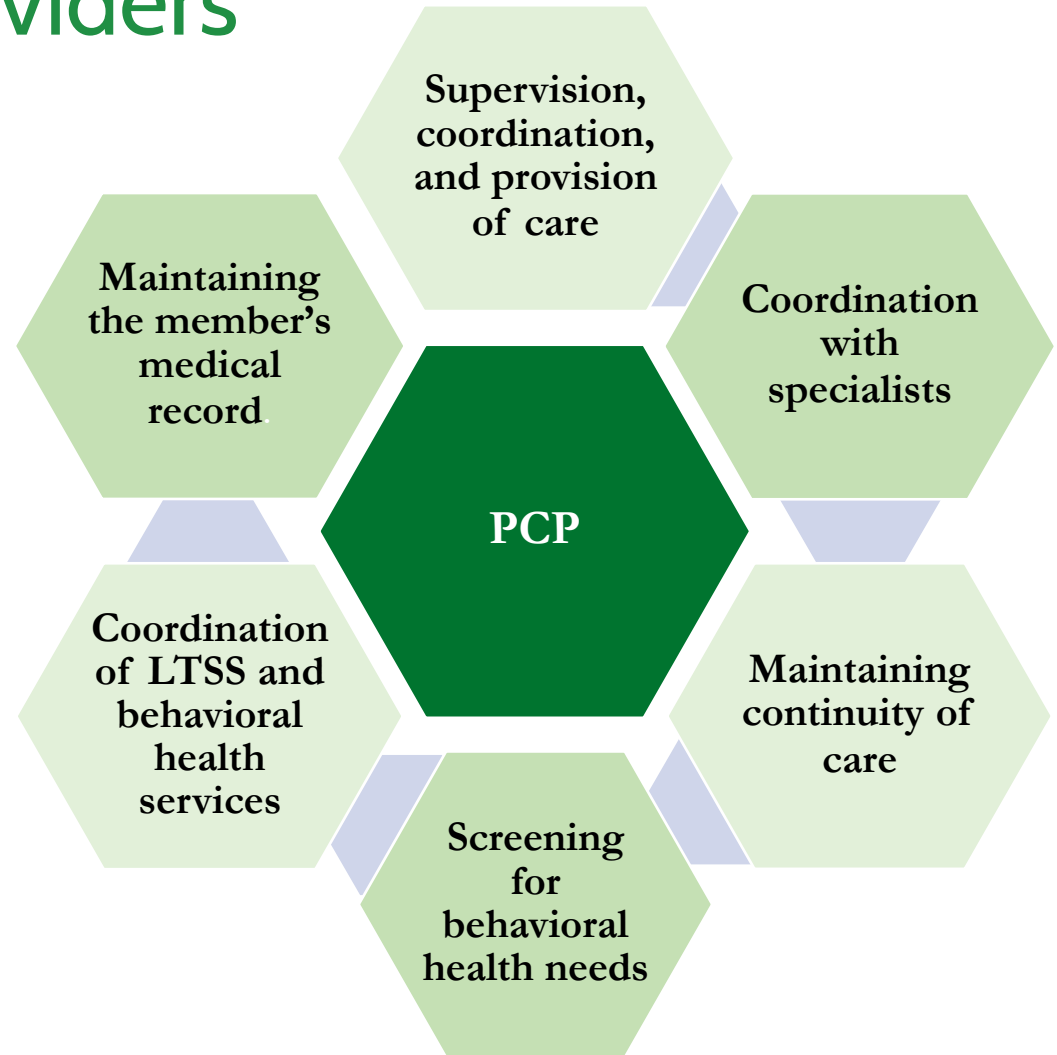 viders
Supervision,
coordination,
and provision
of care
Coordination
with
specialists
Maintaining
continuity of
care
Screening
for
behavioral
health needs
Coordination
of LTSS and
behavioral
health
services
Maintaining
the member’s
medical
record.
PCP